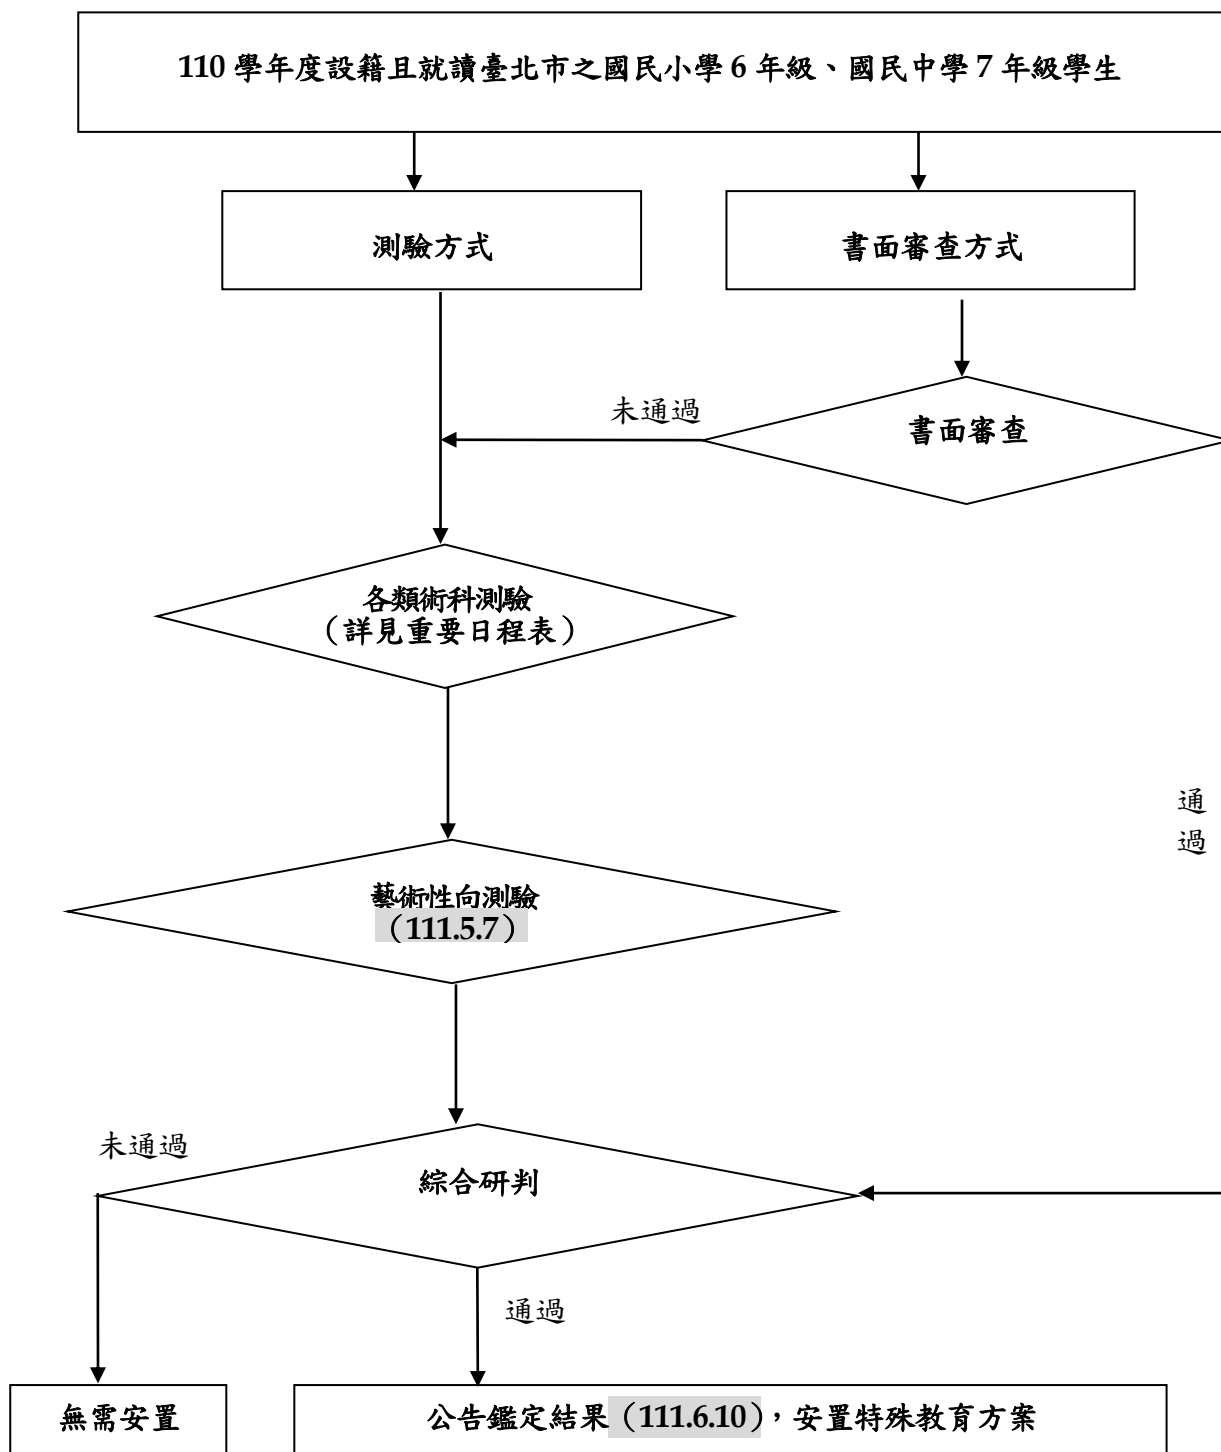 110 學年度設籍且就讀臺北市之國民小學 6 年級、國民中學 7 年級學生
測驗方式
書面審查方式
未通過
書面審查
各類術科測驗
（詳見重要日程表）
通
過
藝術性向測驗
（111.5.7）
未通過
綜合研判
通過
無需安置
公告鑑定結果（111.6.10），安置特殊教育方案